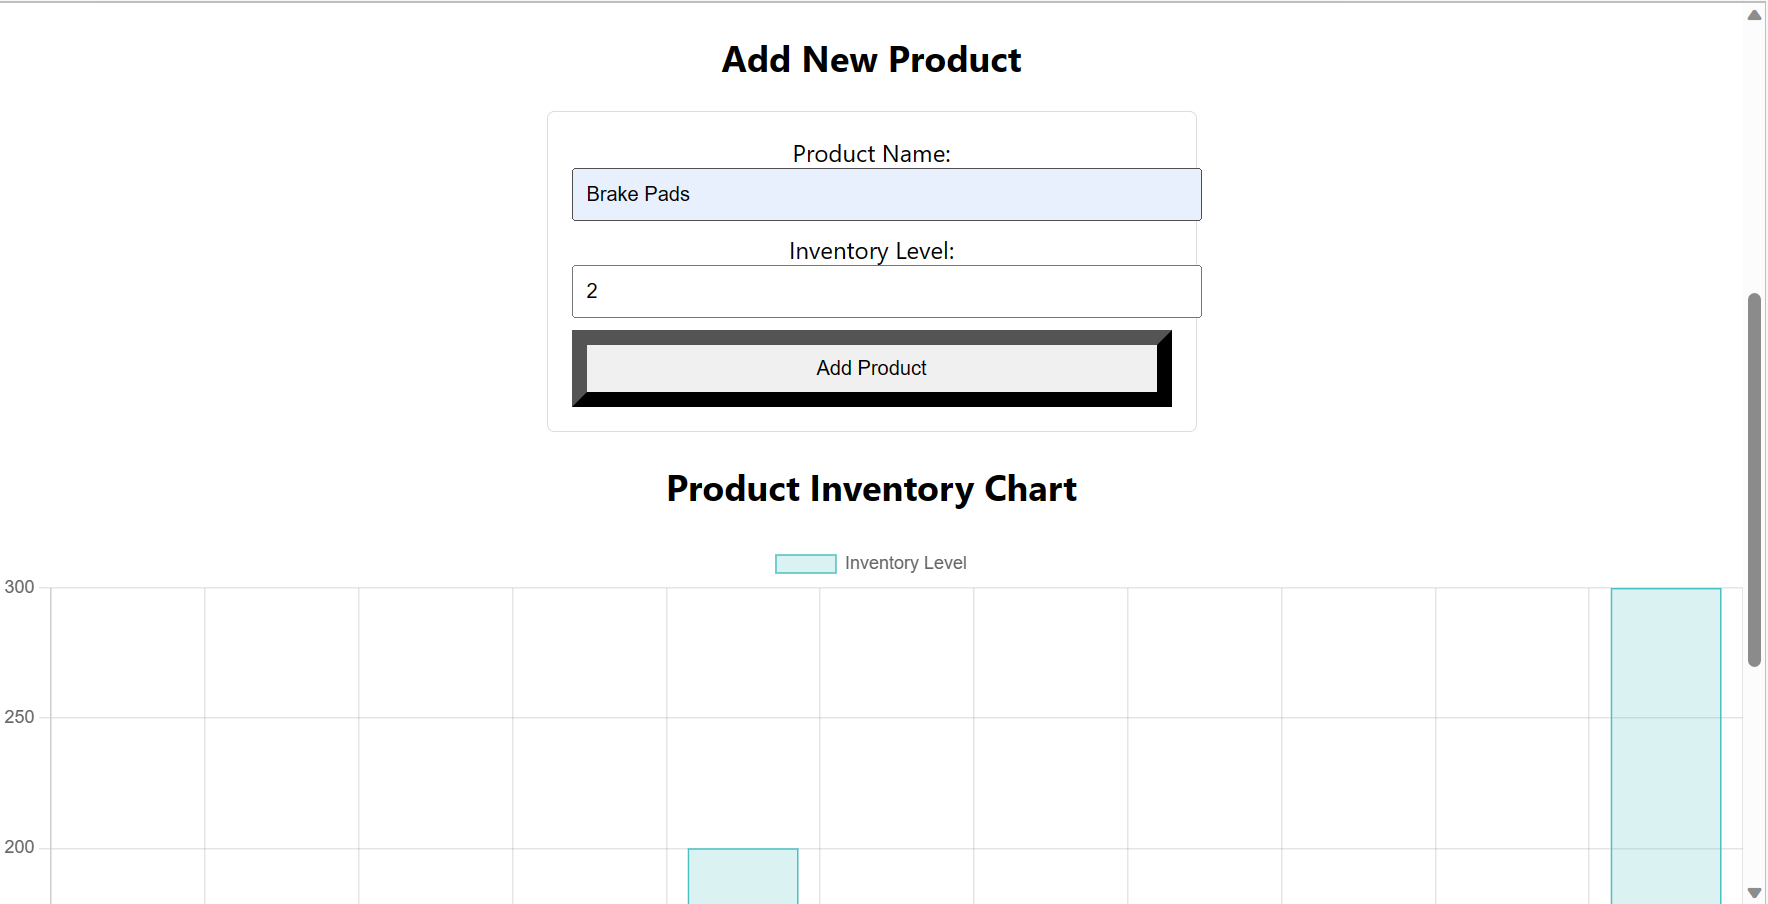 Add New Product
Product Name:
Brake Pads
Inventory Level:
2
Add Product
Product Inventory Chart
Inventory Level
300
250
200